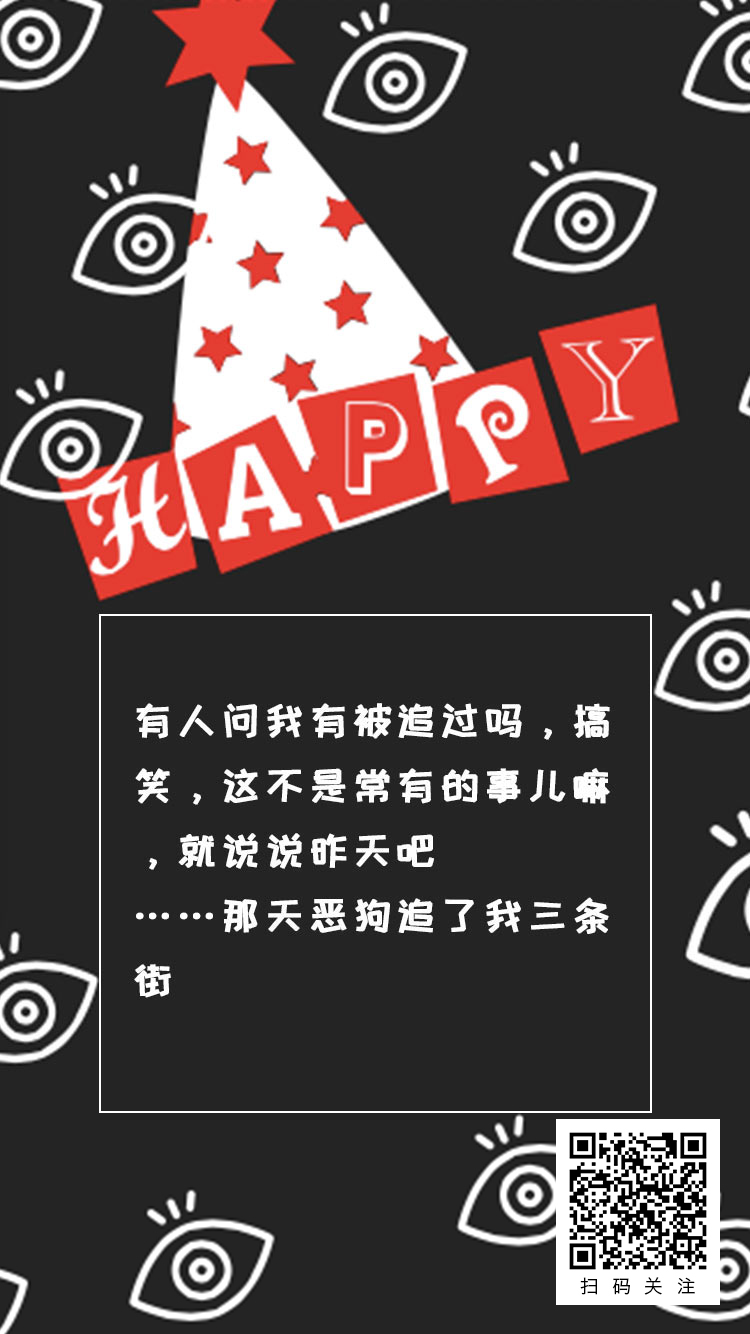 HAPPY
有人问我有被追过吗，搞
笑，这不是常有的事儿嘛
，就说说昨天吧
……那天恶狗追了我三条
街
扫码关注